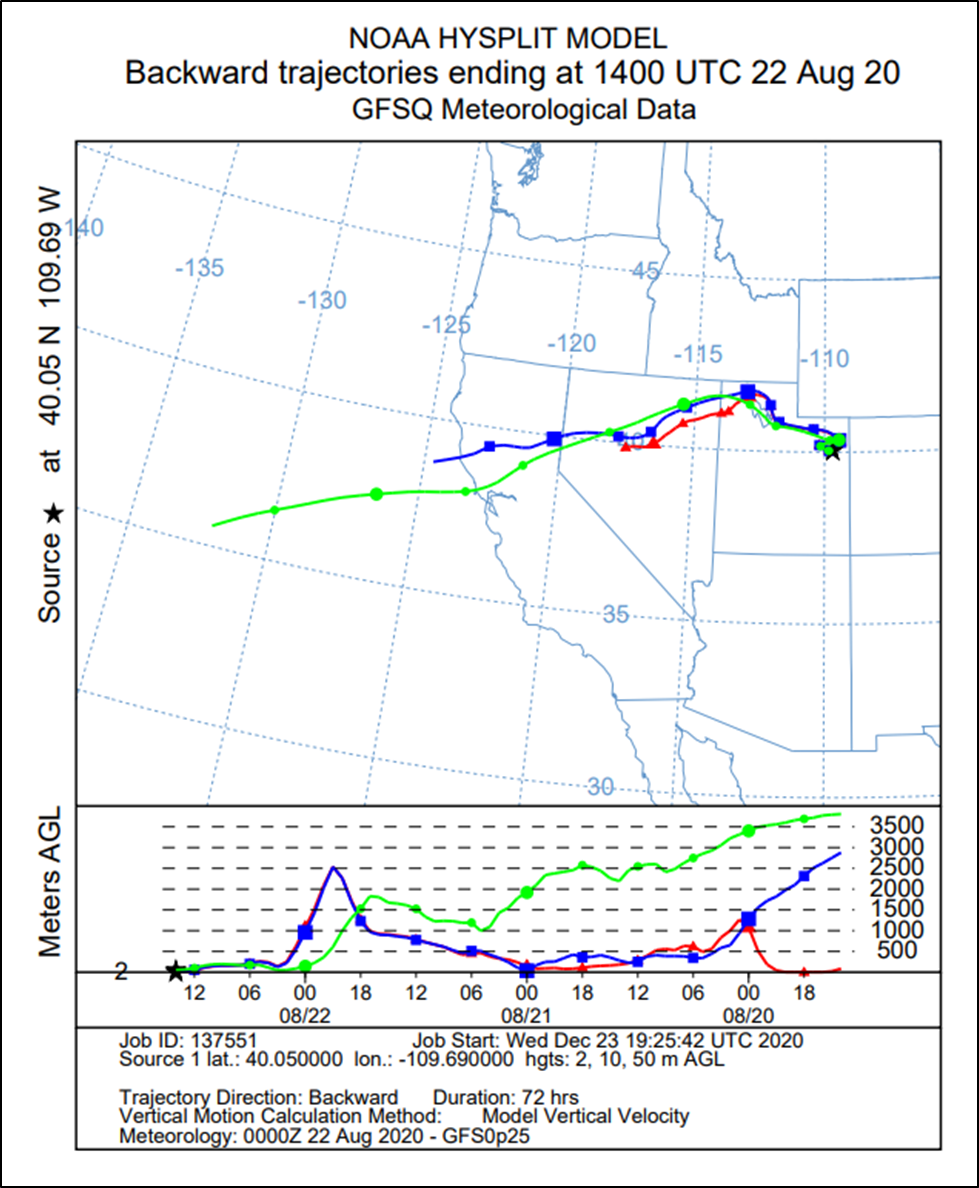 NOAA HYSPLIT MODEL
Backward trajectories ending at 1400 UTC 22 Aug 20
GFSQ Meteorological Data
Source ★ at 40.05 N 109.69 W
-140
-135
-130
-125
-120
-115
-110
45
40
35
30
Meters AGL
3500
3000
2500
2000
1500
1000
500
2
12 06 00 18 12 06 00 18 12 06 00 18
08/22 08/21 08/20
Job ID: 137551 Job Start: Wed Dec 23 19:25:42 UTC 2020
Source 1 lat.: 40.050000 lon.: -109.690000 hgts: 2, 10, 50 m AGL
Trajectory Direction: Backward Duration: 72 hrs
Vertical Motion Calculation Method: Model Vertical Velocity
Meteorology: 0000Z 22 Aug 2020 - GFS0p25